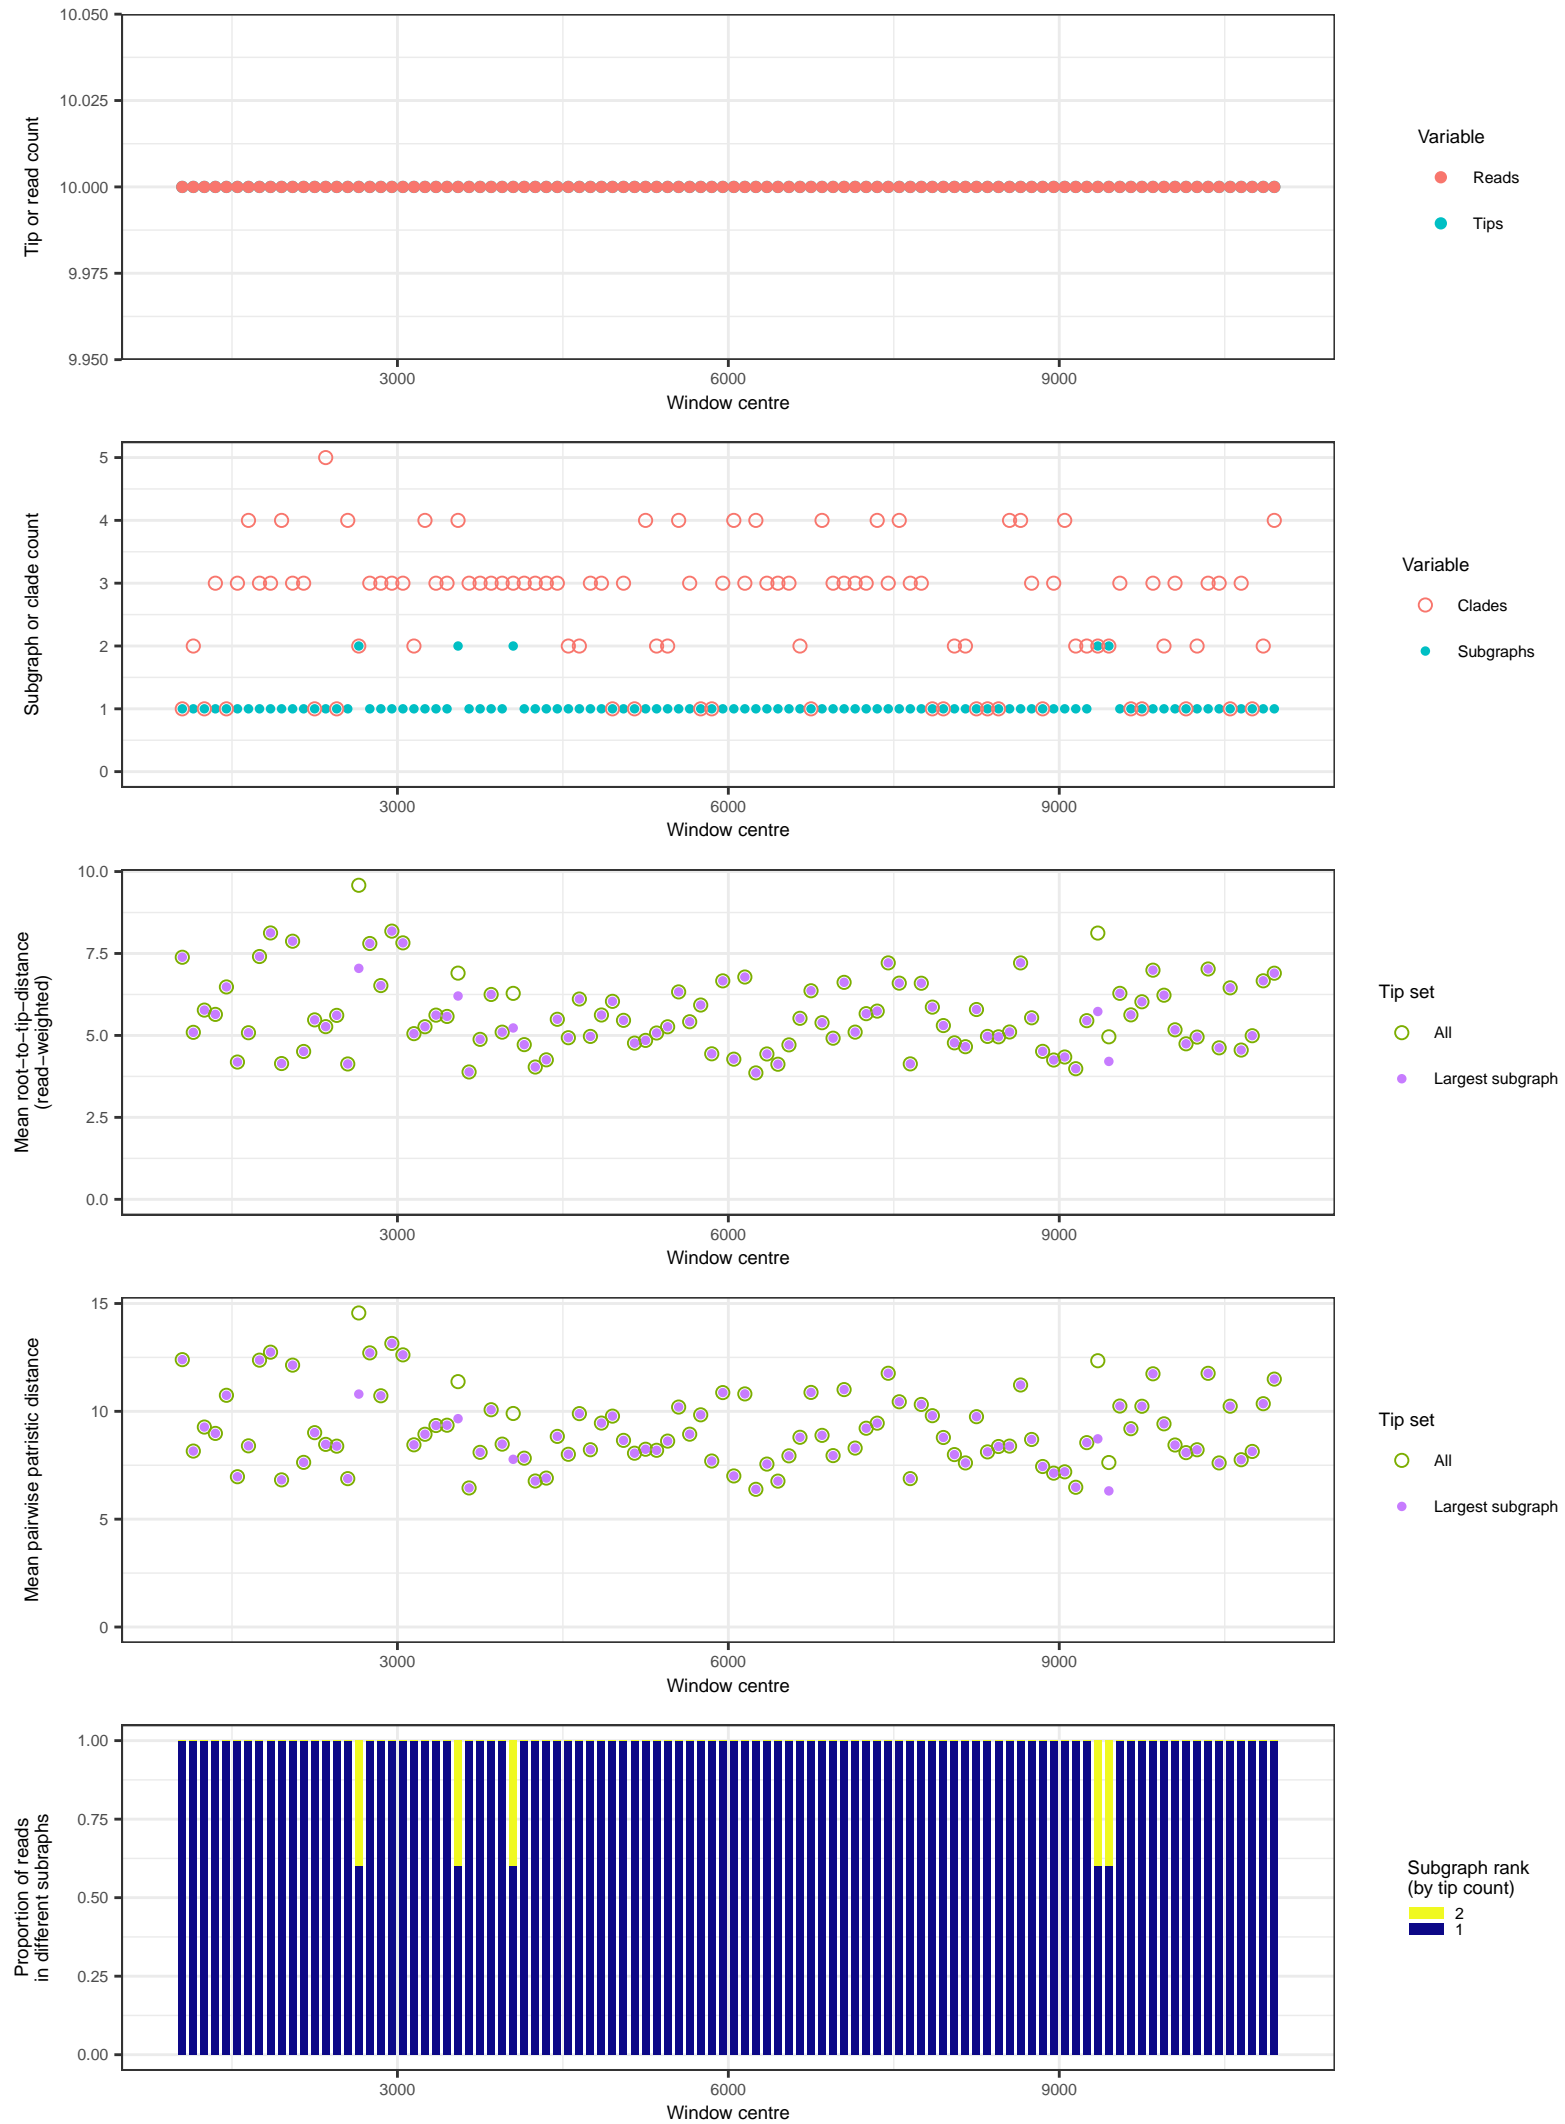 10.050
10.025
10.000
9.975
9.950
Tip or read count
3000
6000
9000
Window centre
Variable
Reads
Tips
5
4
3
2
1
0
Subgraph or clade count
3000
6000
9000
Window centre
Variable
Clades
Subgraphs
10.0
7.5
5.0
2.5
0.0
Mean root−to−tip−distance
(read−weighted)
3000
6000
9000
Window centre
Tip set
All
Largest subgraph
15
10
5
0
Mean pairwise patristic distance
3000
6000
9000
Window centre
Tip set
All
Largest subgraph
1.00
0.75
0.50
0.25
0.00
Proportion of reads
in different subraphs
3000
6000
9000
Window centre
Subgraph rank
(by tip count)
2
1